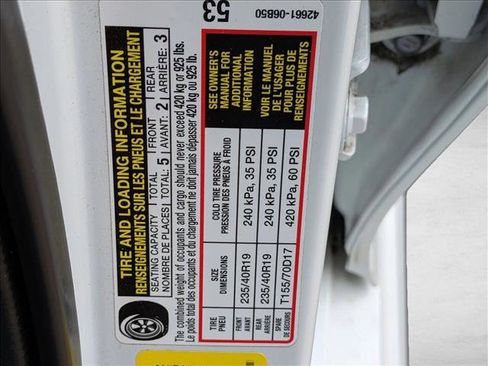 53
42661-06B50
TIRE AND LOADING INFORMATION
RENSEIGNEMENTS SUR LES PNEUS ET LE CHARGEMENT
SEATING CAPACITY TOTAL 5 FRONT 2 REAR 3
NOMBRE DE PLACES: TOTAL: AVANT: ARRIÈRE:
The combined weight of occupants and cargo should never exceed 420 kg or 925 lbs.
Le poids total des occupants et du chargement ne doit jamais dépasser 420 kg ou 925 lb.
TIRE SIZE COLD TIRE PRESSURE SEE OWNER'S
PNEU DIMENSIONS PRESSION DES PNEUS À FROID MANUAL FOR
ADDITIONAL
INFORMATION
FRONT 235/40R19 240 kPa, 35 PSI
AVANT
REAR 235/40R19 240 kPa, 35 PSI
ARRIÈRE
SPARE T155/70D17 420 kPa, 60 PSI
DE SECOURS
VOIR LE MANUEL
DE L'USAGER
POUR PLUS DE
RENSEIGNEMENTS